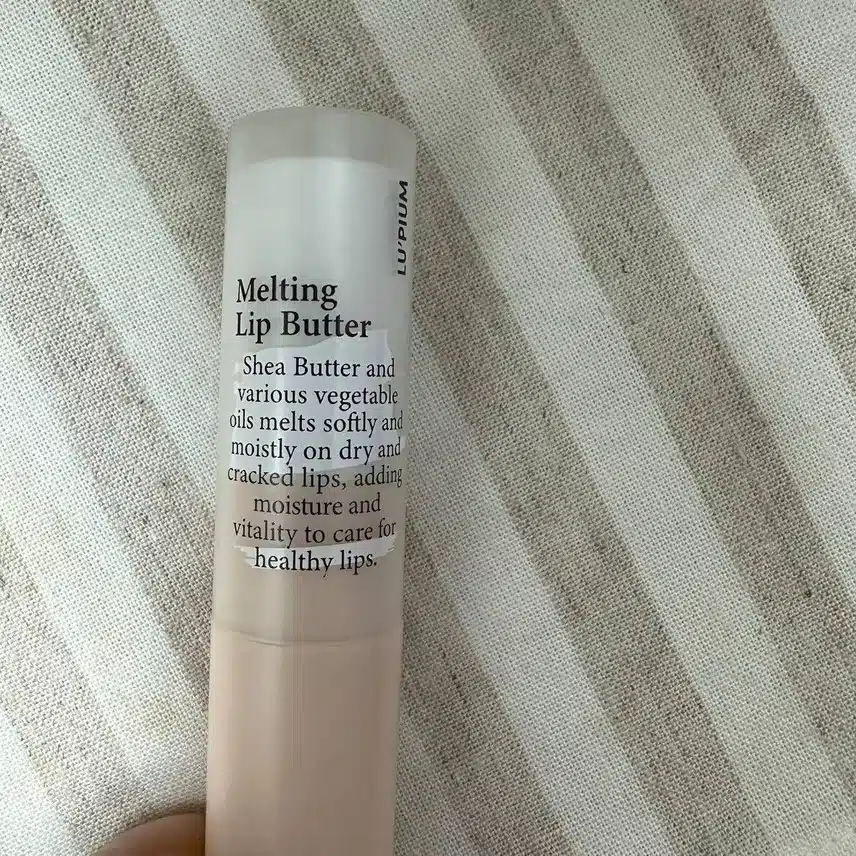 LU'PIUM
Melting
Lip Butter
Shea Butter and
various vegetable
oils melts softly and
moistly on dry and
cracked lips, adding
moisture and
vitality to care for
healthy lips.